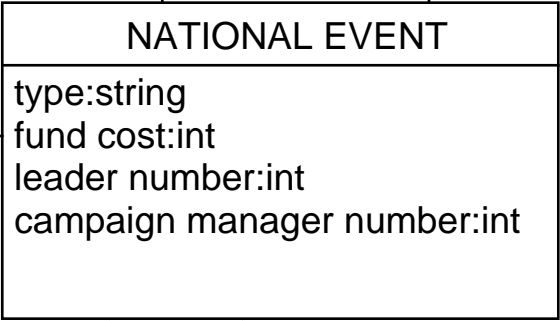 NATIONAL EVENT
type:string
fund cost:int
leader number:int
campaign manager number:int